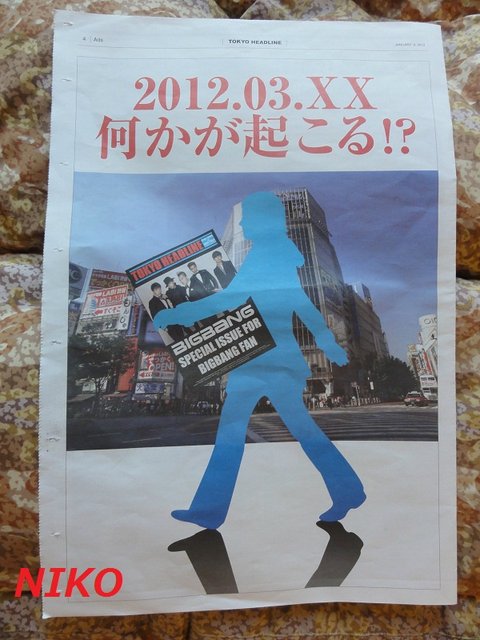 4 Ads
TOKYO HEADLINE
2012.03.XX
何かが起こる!?
TOKYO HEADLINE
BIGBANG
SPECIAL ISSUE FOR
BIGBANG FAN
NIKO